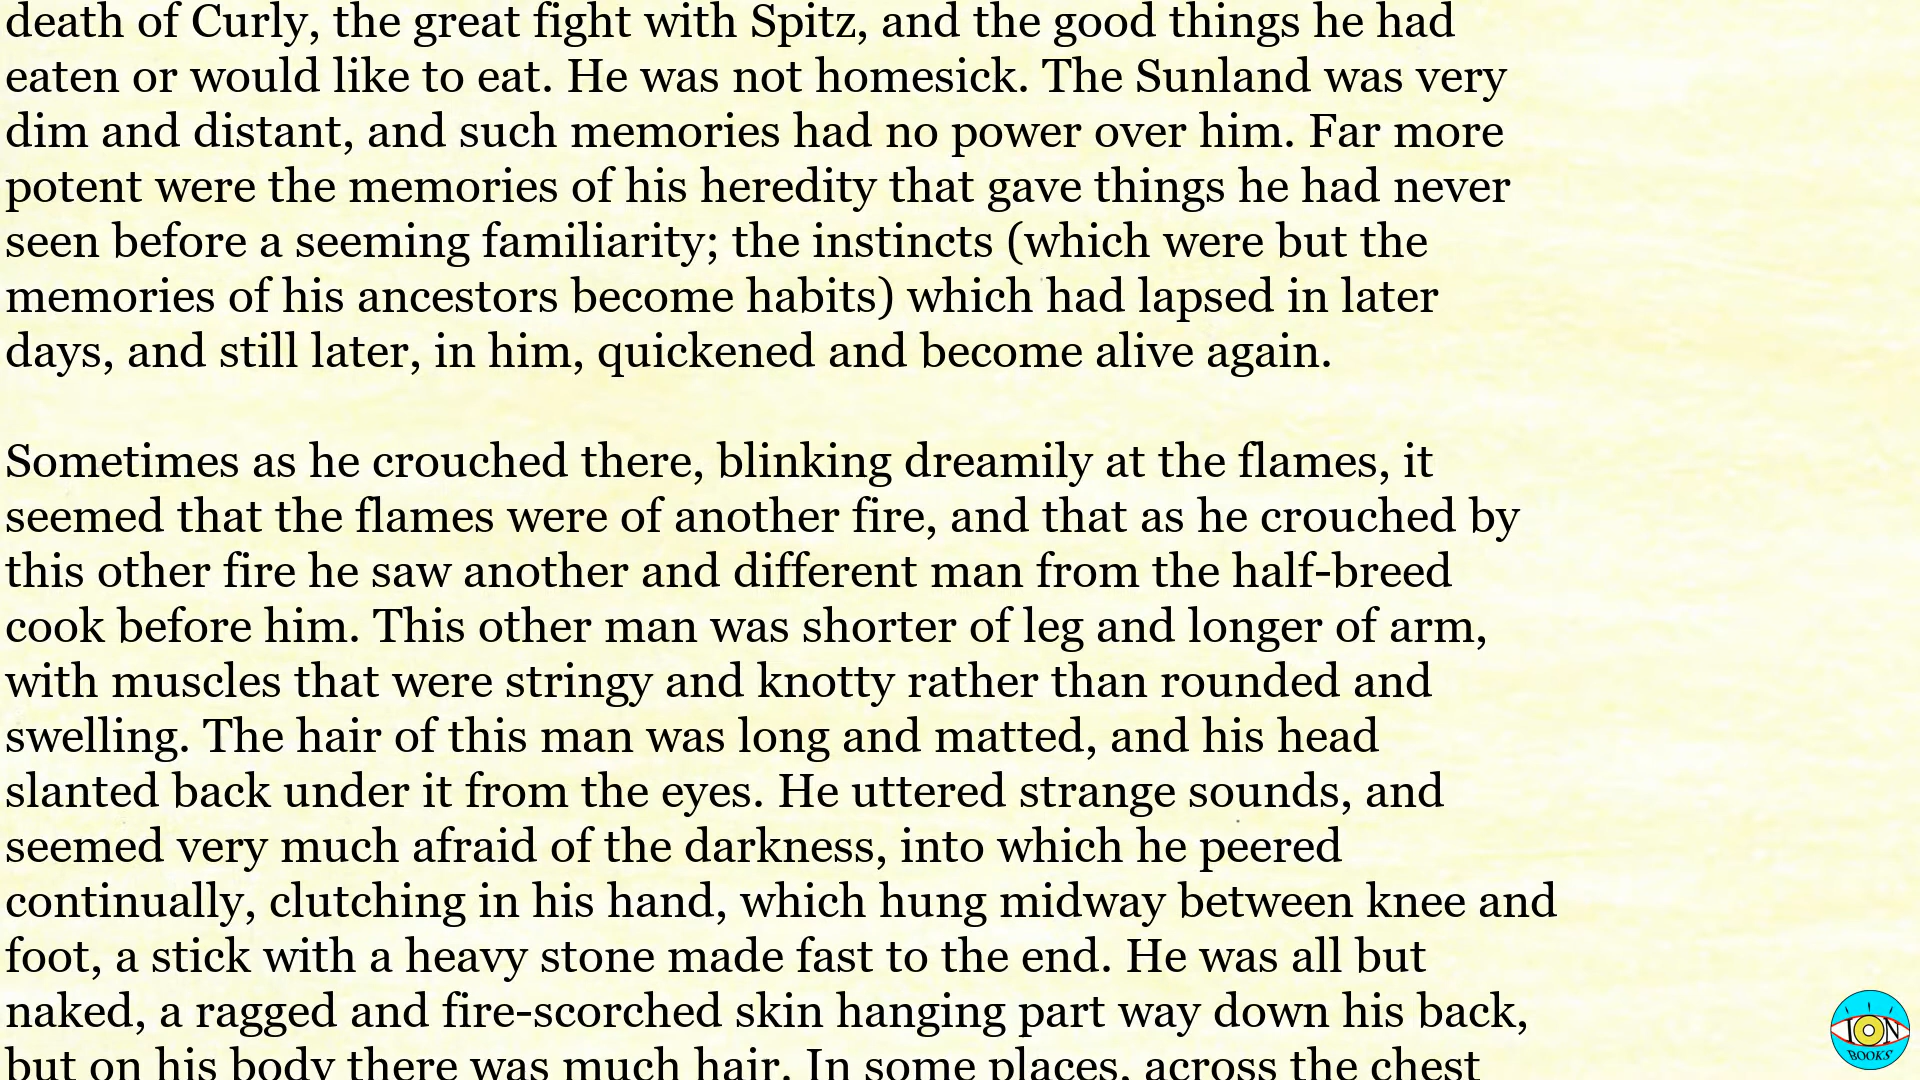 death of Curly, the great fight with Spitz, and the good things he had
eaten or would like to eat. He was not homesick. The Sunland was very
dim and distant, and such memories had no power over him. Far more
potent were the memories of his heredity that gave things he had never
seen before a seeming familiarity; the instincts (which were but the
memories of his ancestors become habits) which had lapsed in later
days, and still later, in him, quickened and become alive again.
Sometimes as he crouched there, blinking dreamily at the flames, it
seemed that the flames were of another fire, and that as he crouched by
this other fire he saw another and different man from the half-breed
cook before him. This other man was shorter of leg and longer of arm,
with muscles that were stringy and knotty rather than rounded and
swelling. The hair of this man was long and matted, and his head
slanted back under it from the eyes. He uttered strange sounds, and
seemed very much afraid of the darkness, into which he peered
continually, clutching in his hand, which hung midway between knee and
foot, a stick with a heavy stone made fast to the end. He was all but
naked, a ragged and fire-scorched skin hanging part way down his back,
but on his body there was much hair. In some places, across the chest
ION
BOOKS